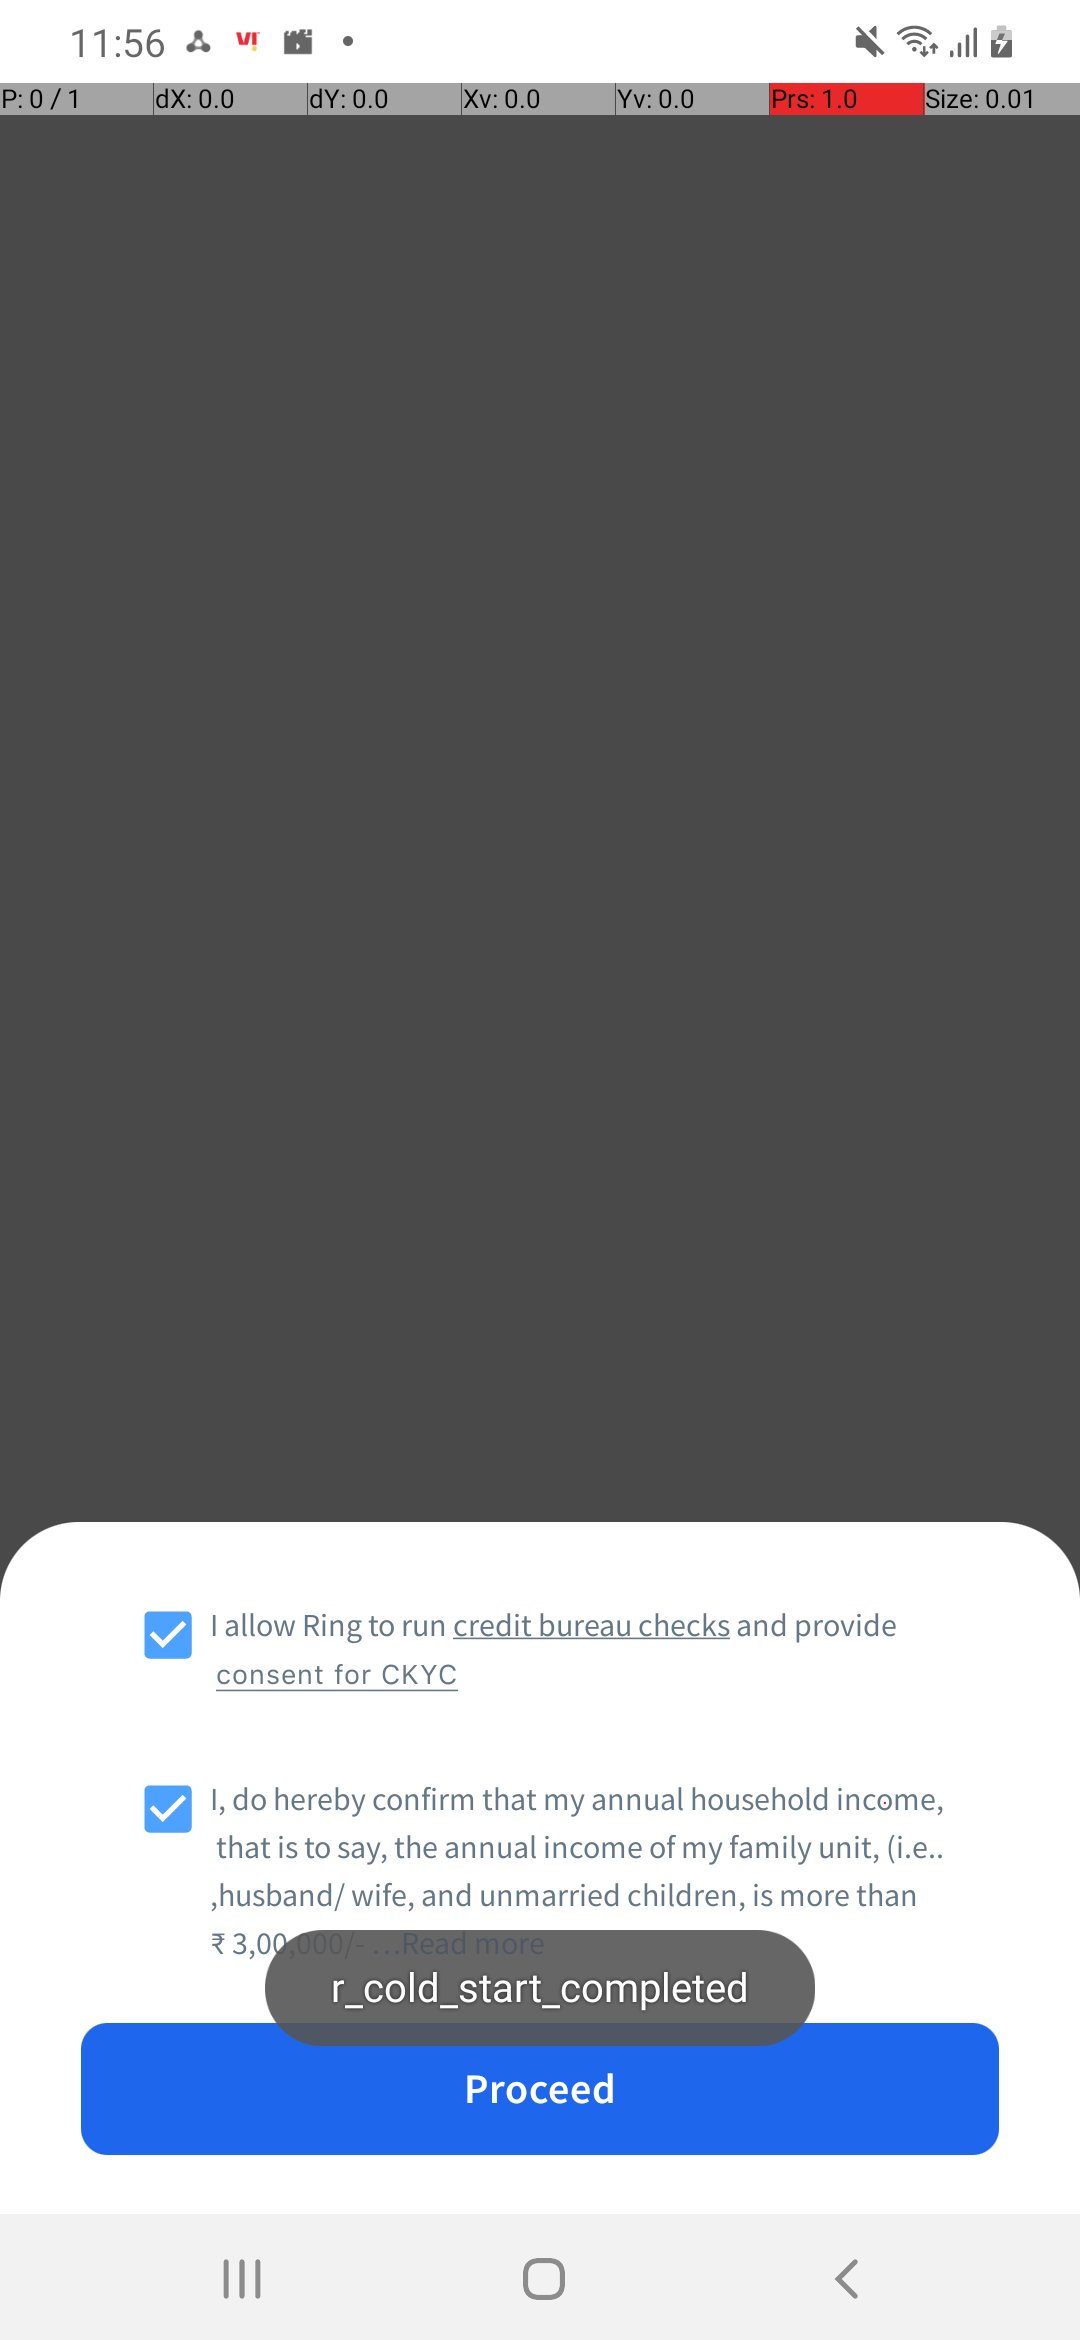 11:56 VI!
P: 0 / 1 dX: 0.0 dY: 0.0 Xv: 0.0 Yv: 0.0 Prs: 1.0 Size: 0.01
I allow Ring to run credit bureau checks and provide
consent for CKYC
I, do hereby confirm that my annual household income,
that is to say, the annual income of my family unit, (i.e..
,husband/ wife, and unmarried children, is more than
₹ 3,00,000/- ...Read more
r_cold_start_completed
Proceed